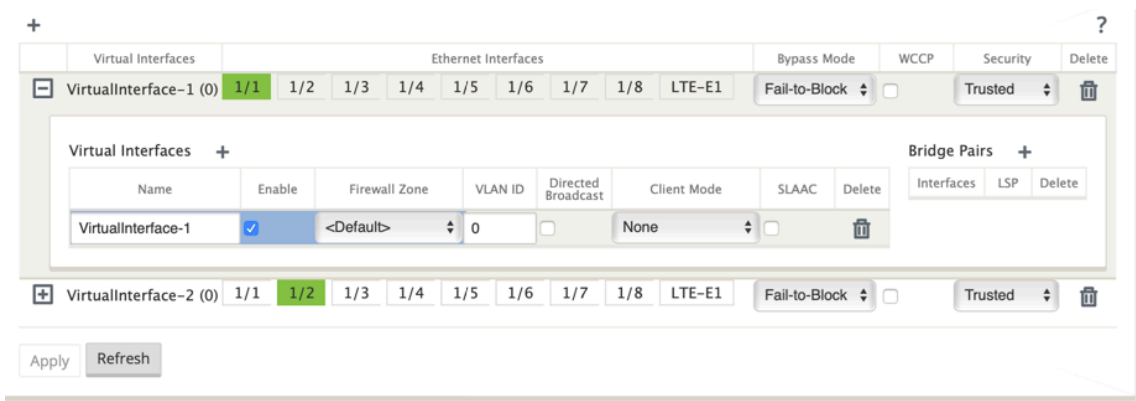 + ?
Virtual Interfaces Ethernet Interfaces Bypass Mode WCCP Security Delete
VirtualInterface-1 (0) 1/1 1/2 1/3 1/4 1/5 1/6 1/7 1/8 LTE-E1 Fail-to-Block Trusted
Virtual Interfaces + Bridge Pairs +
Name Enable Firewall Zone VLAN ID Directed Broadcast Client Mode SLAAC Delete Interfaces LSP Delete
VirtualInterface-1 <Default> 0 None
VirtualInterface-2 (0) 1/1 1/2 1/3 1/4 1/5 1/6 1/7 1/8 LTE-E1 Fail-to-Block Trusted
Apply Refresh